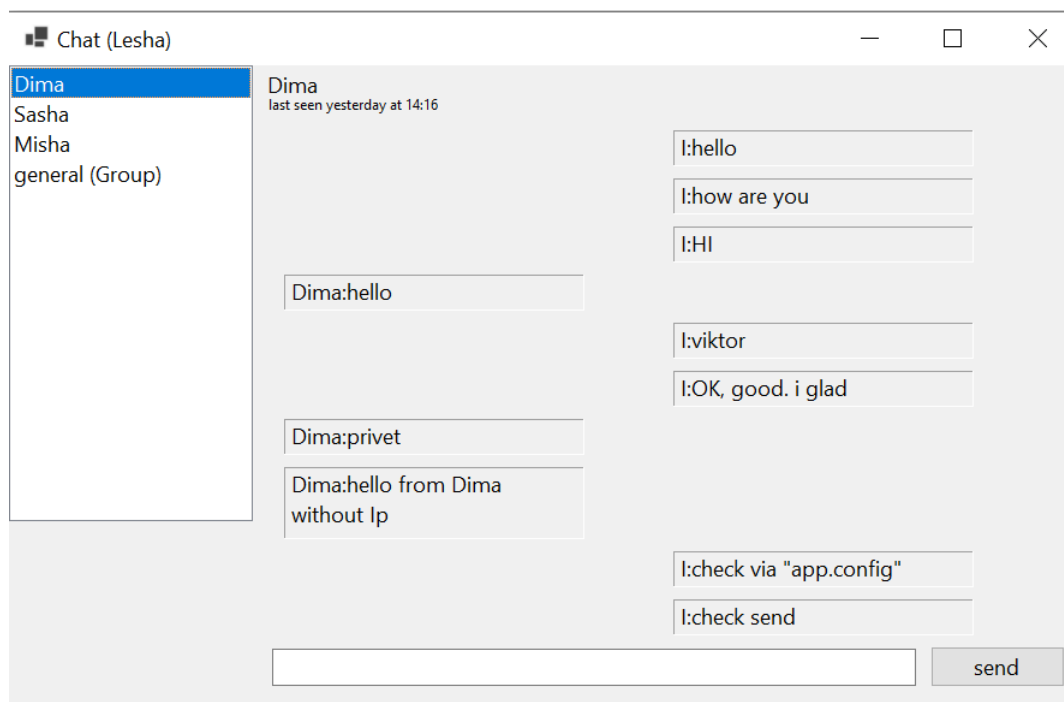 Chat (Lesha)
Dima
Sasha
Misha
general (Group)
Dima
last seen yesterday at 14:16
I:hello
I:how are you
I:HI
Dima:hello
I:viktor
I:OK, good. i glad
Dima:privet
Dima:hello from Dima
without Ip
I:check via "app.config"
I:check send
send